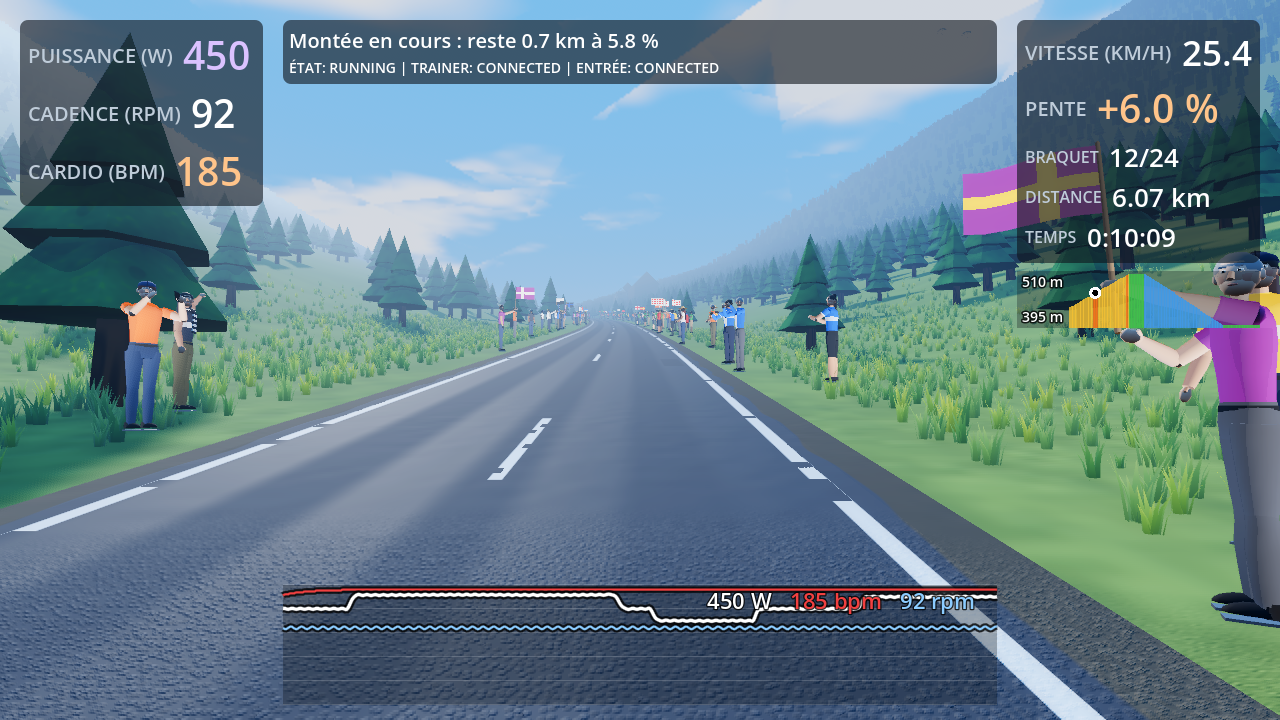 PUISSANCE (W) 450
CADENCE (RPM) 92
CARDIO (BPM) 185
Montée en cours : reste 0.7 km à 5.8 %
ÉTAT: RUNNING | TRAINER: CONNECTED | ENTRÉE: CONNECTED
VITESSE (KM/H) 25.4
PENTE +6.0 %
BRAQUET 12/24
DISTANCE 6.07 km
TEMPS 0:10:09
510 m
395 m
450 W 185 bpm 92 rpm